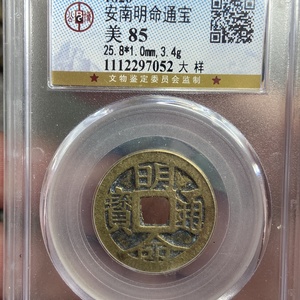 安南明命通宝
美 85
25.8*1.0mm,3.4g
1112297052 大样
★ 文物鉴定委员会监制 ★
明命通寶